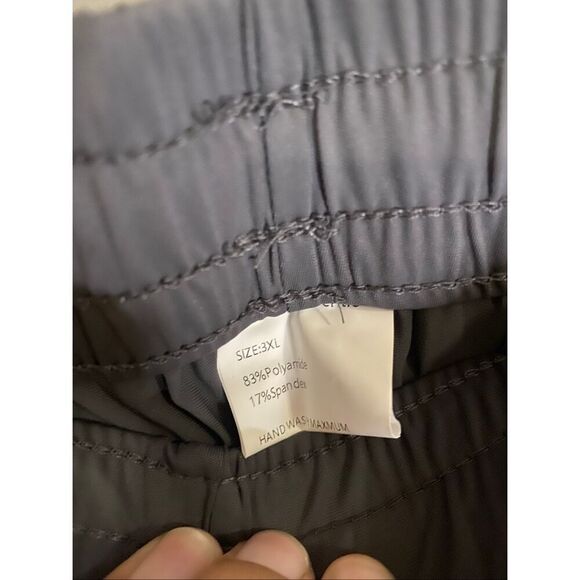 SIZE:3XL
83%Polyamide
17%Spandex
HAND WASH MAXMUM